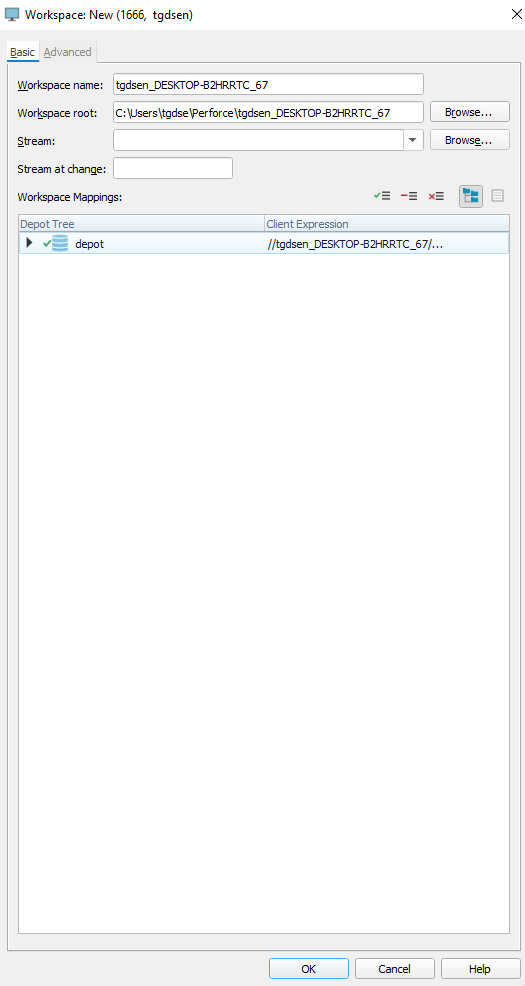 Workspace: New (1666,  tgdsen)
Basic Advanced
Workspace name: tgdsen_DESKTOP-B2HRRTC_67
Workspace root: C:\Users\tgdse\Perforce\tgdsen_DESKTOP-B2HRRTC_67 Browse...
Stream: Browse...
Stream at change:
Workspace Mappings:
Depot Tree Client Expression
depot //tgdsen_DESKTOP-B2HRRTC_67/...
OK Cancel Help